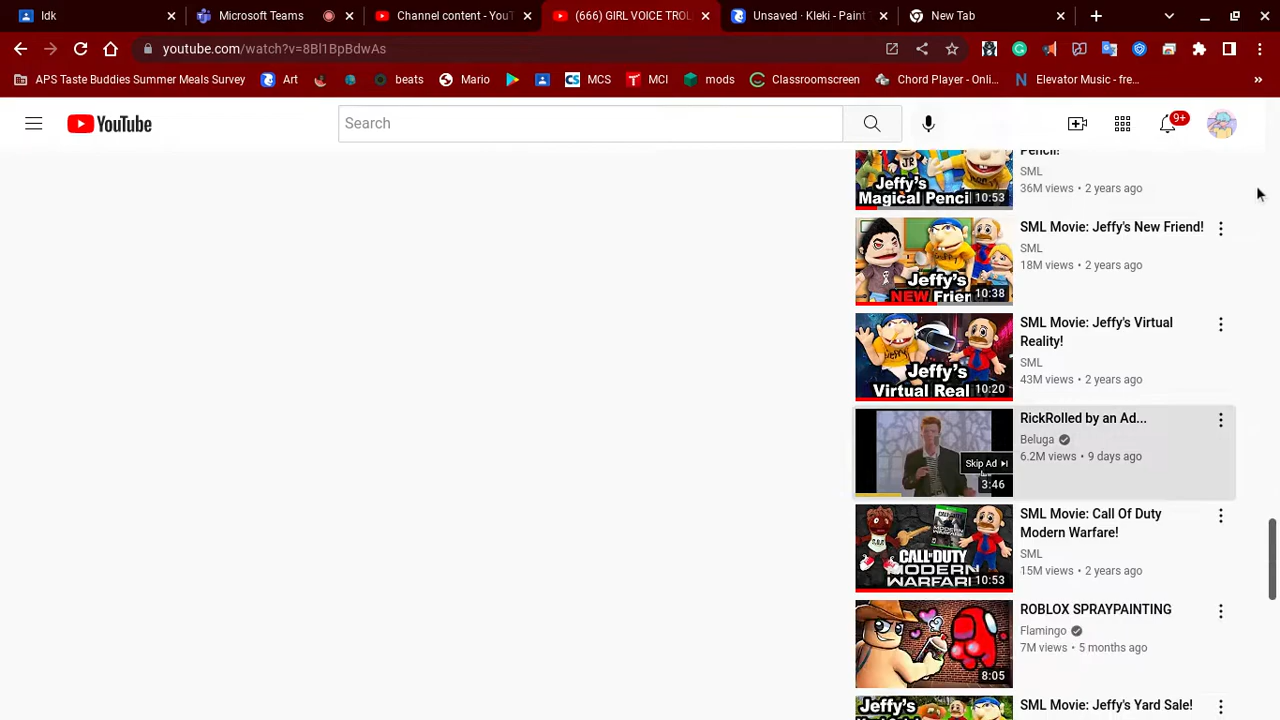 Idk
Microsoft Teams
Channel content - YouT
(666) GIRL VOICE TROL
Unsaved · Kleki - Paint
New Tab
youtube.com/watch?v=8Bl1BpBdwAs
APS Taste Buddies Summer Meals Survey
Art
beats
Mario
MCS
MCI
mods
Classroomscreen
Chord Player - Onli...
Elevator Music - fre...
YouTube
Search
9+
Pencil!
SML
36M views • 2 years ago
Jeffy's
Magical Pencil
10:53
SML Movie: Jeffy's New Friend!
SML
18M views • 2 years ago
Jeffy's
NEW Frien
10:38
SML Movie: Jeffy's Virtual
Reality!
SML
43M views • 2 years ago
Jeffy's
Virtual Real
10:20
RickRolled by an Ad...
Beluga
6.2M views • 9 days ago
Skip Ad
3:46
SML Movie: Call Of Duty
Modern Warfare!
SML
15M views • 2 years ago
CALL OF DUTY
MODERN
WARFARE
10:53
ROBLOX SPRAYPAINTING
Flamingo
7M views • 5 months ago
8:05
SML Movie: Jeffy's Yard Sale!
Jeffy's